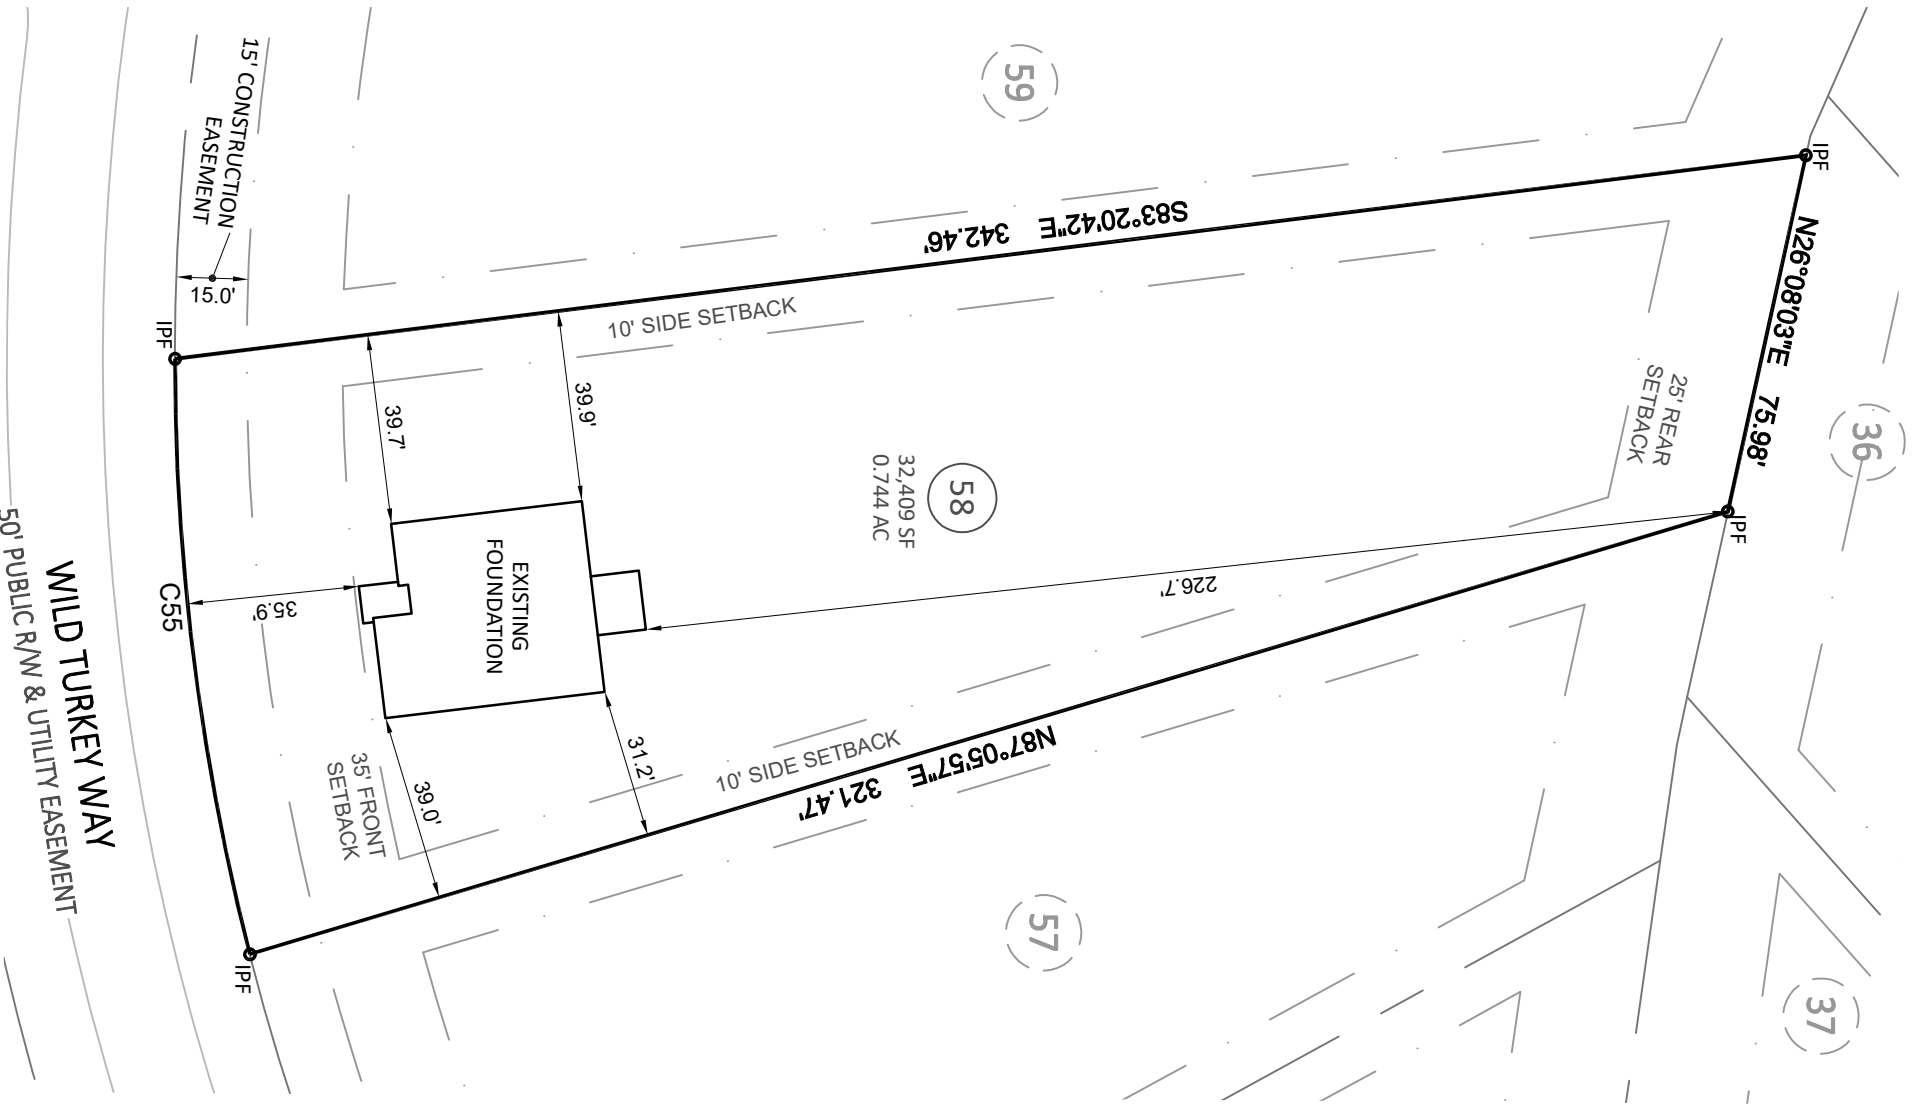 59
15' CONSTRUCTION
EASEMENT
15.0'
IPF
IPF
S83°20'42"E 342.46'
10' SIDE SETBACK
N26°08'03"E 75.98'
25' REAR
SETBACK
36
39.7'
39.9'
58
32,409 SF
0.744 AC
IPF
EXISTING
FOUNDATION
226.7'
35.9'
C55
WILD TURKEY WAY
50' PUBLIC R/W & UTILITY EASEMENT
31.2'
39.0'
35' FRONT
SETBACK
10' SIDE SETBACK
N87°05'57"E 321.47'
IPF
57
37